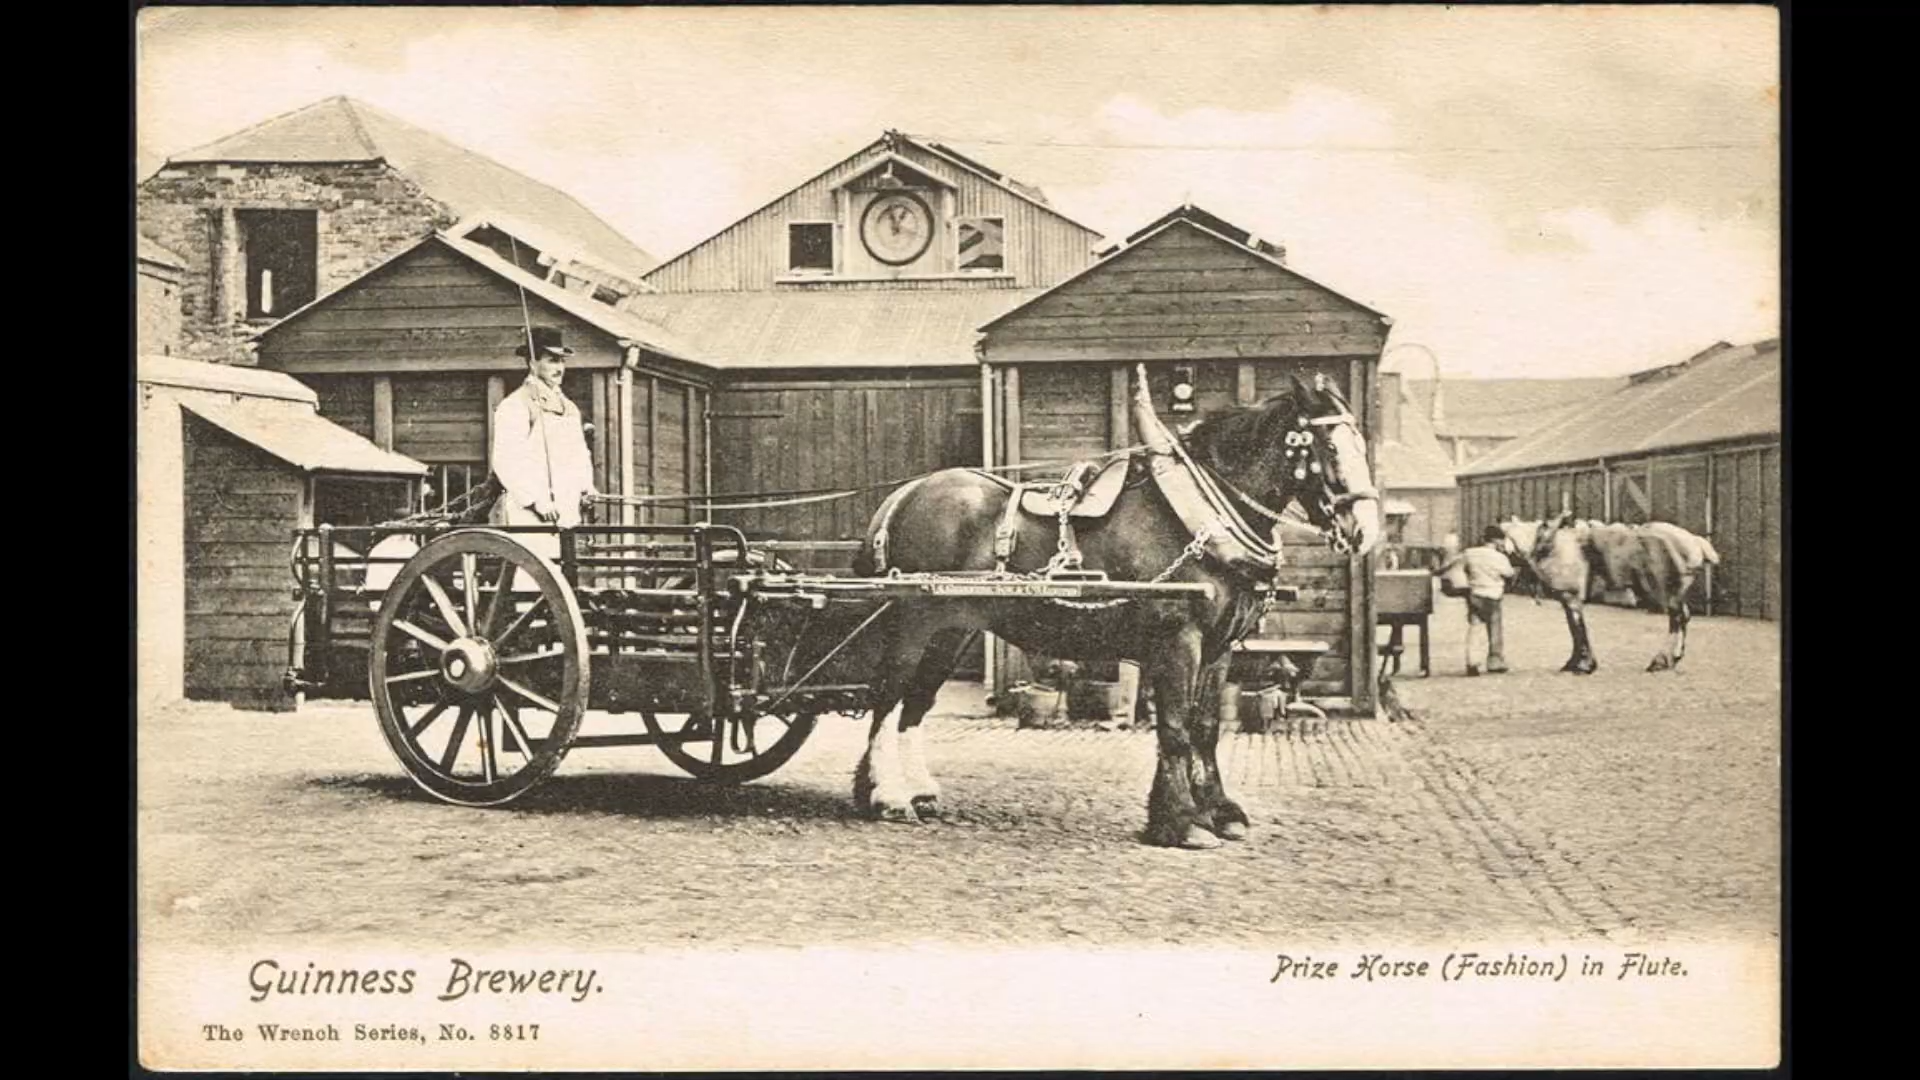 Guinness Brewery.
Prize Horse (Fashion) in Flute.
The Wrench Series, No. 8817